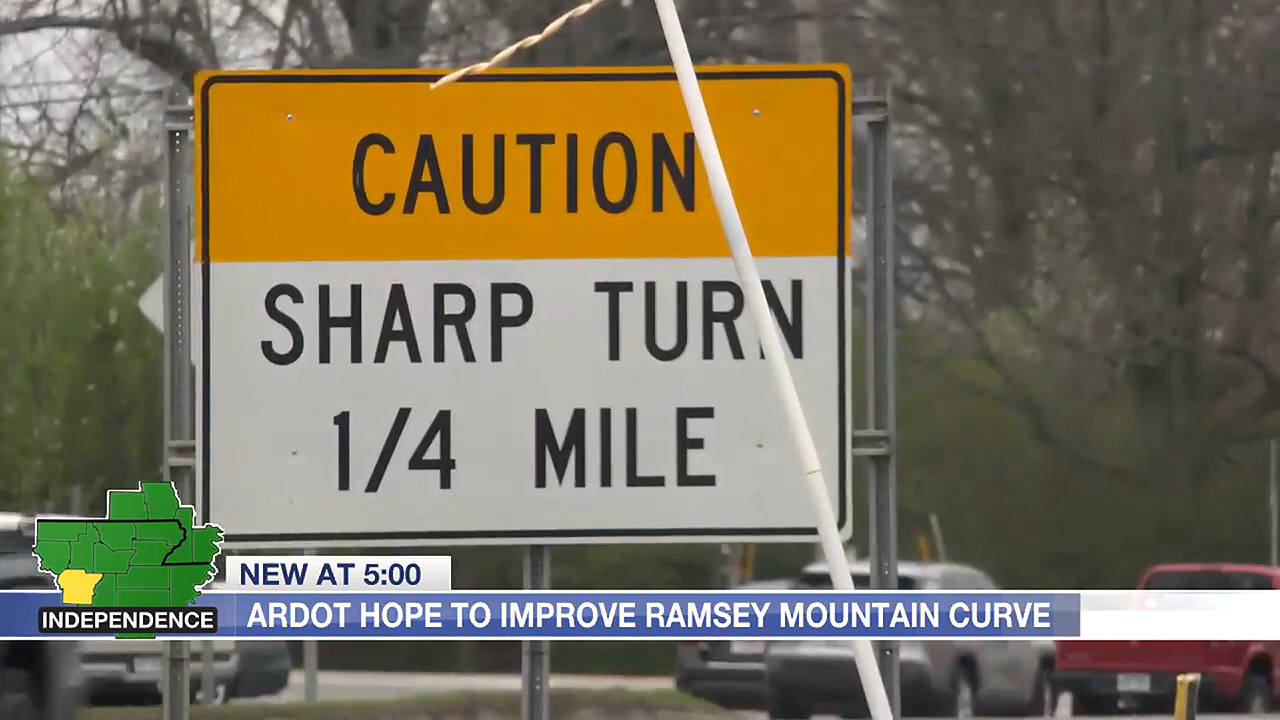 CAUTION
SHARP TURN
1/4 MILE
NEW AT 5:00
INDEPENDENCE
ARDOT HOPE TO IMPROVE RAMSEY MOUNTAIN CURVE